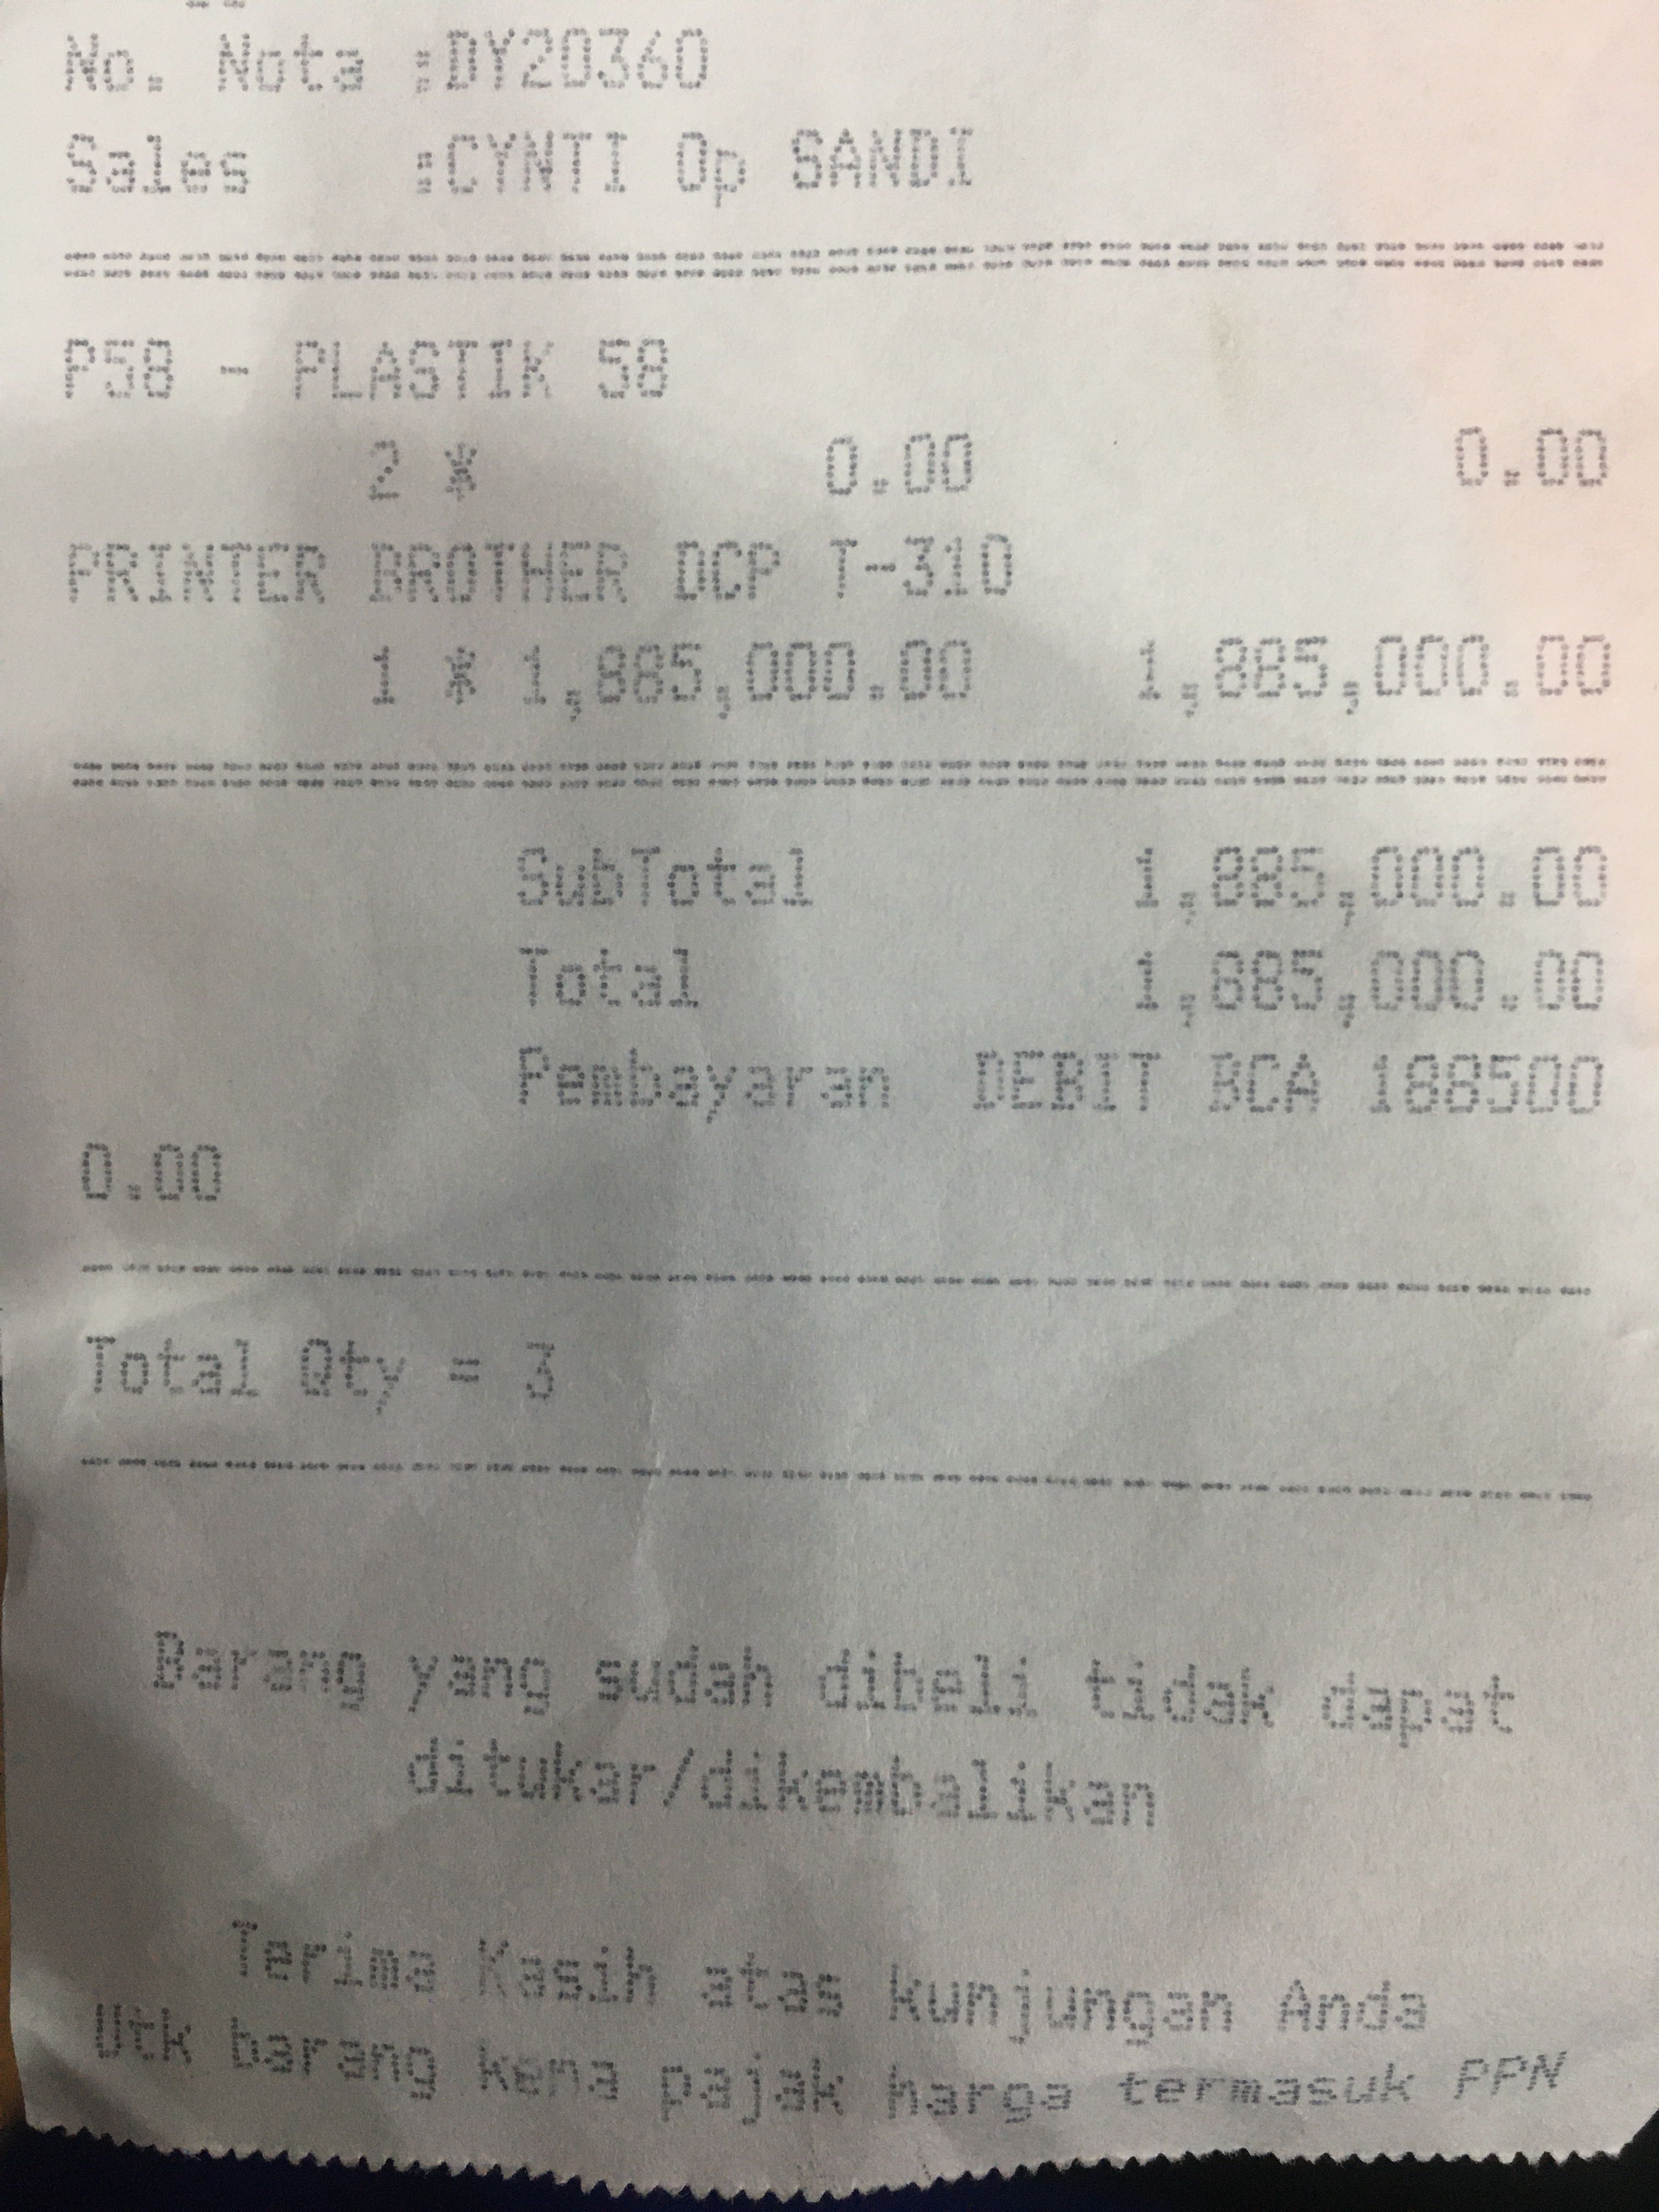 No. Nota :DY20360
Sales :CYNTI Op SANDI
P58 - PLASTIK 58
2 * 0.00 0.00
PRINTER BROTHER DCP T-310
1 * 1,885,000.00 1,885,000.00
SubTotal 1,885,000.00
Total 1,885,000.00
Pembayaran DEBIT BCA 188500
0.00
Total Qty = 3
Barang yang sudah dibeli tidak dapat
ditukar/dikembalikan
Terima Kasih atas Kunjungan Anda
Utk barang kena pajak harga termasuk PPN